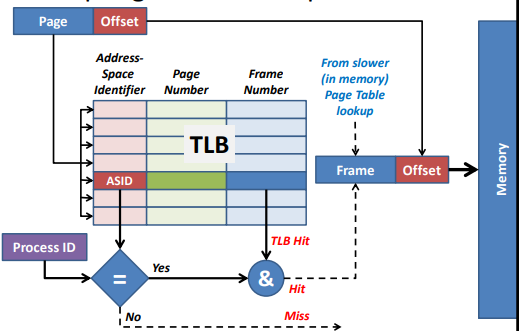 Page
Offset
Address-
Space
Identifier
Page
Number
Frame
Number
From slower
(in memory)
Page Table
lookup
TLB
ASID
Frame
Offset
Memory
TLB Hit
Process ID
=
Yes
&
Hit
No
Miss